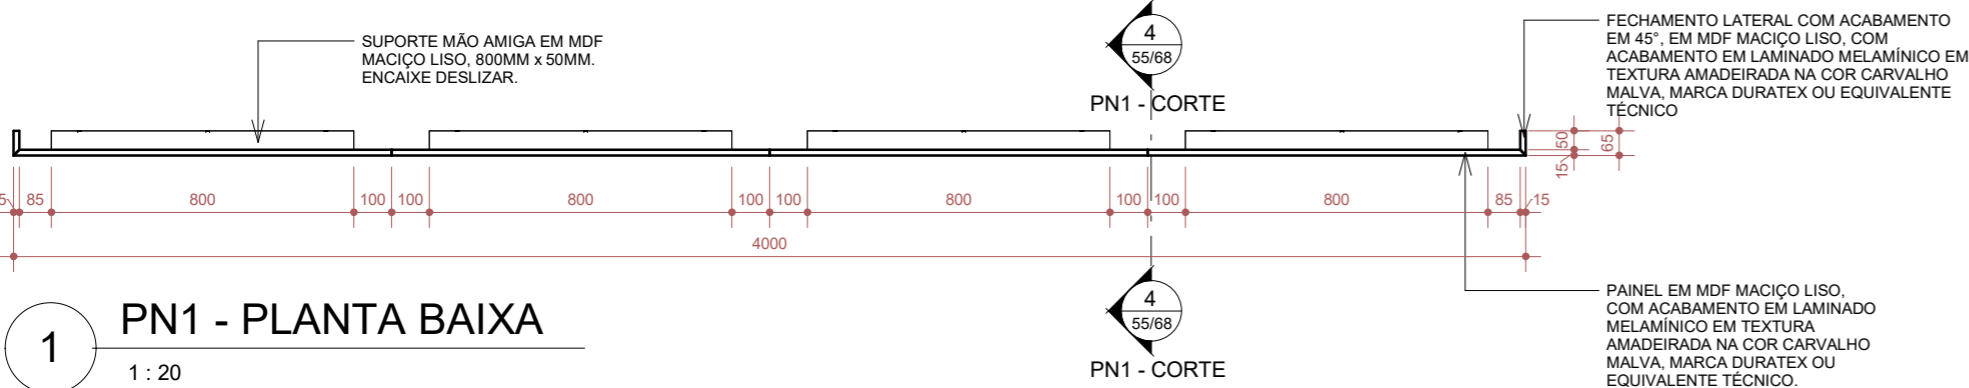 SUPORTE MÃO AMIGA EM MDF
MACIÇO LISO, 800MM x 50MM.
ENCAIXE DESLIZAR.
4
55/68
PN1 - CORTE
FECHAMENTO LATERAL COM ACABAMENTO
EM 45°, EM MDF MACIÇO LISO, COM
ACABAMENTO EM LAMINADO MELAMÍNICO EM
TEXTURA AMADEIRADA NA COR CARVALHO
MALVA, MARCA DURATEX OU EQUIVALENTE
TÉCNICO
50
65
15
85 800 100 100 800 100 100 800 100 100 800 85 15
4000
4
55/68
PN1 - CORTE
1
PN1 - PLANTA BAIXA
1 : 20
PAINEL EM MDF MACIÇO LISO,
COM ACABAMENTO EM LAMINADO
MELAMÍNICO EM TEXTURA
AMADEIRADA NA COR CARVALHO
MALVA, MARCA DURATEX OU
EQUIVALENTE TÉCNICO.